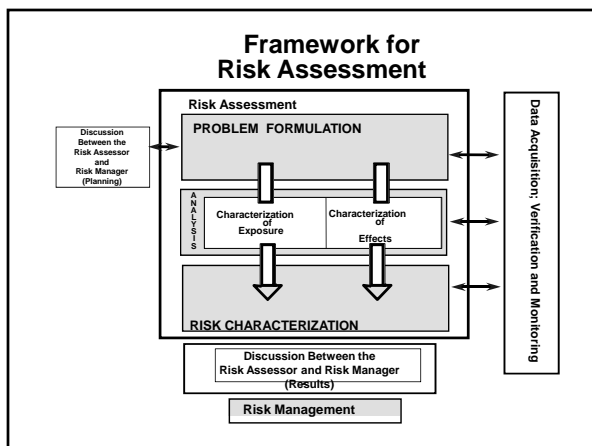 Framework for
Risk Assessment
Risk Assessment
PROBLEM FORMULATION
Discussion
Between the
Risk Assessor
and
Risk Manager
(Planning)
ANALYSIS
Characterization
of
Exposure
Characterization
of
Effects
RISK CHARACTERIZATION
Data Acquisition; Verification and Monitoring
Discussion Between the
Risk Assessor and Risk Manager
(Results)
Risk Management